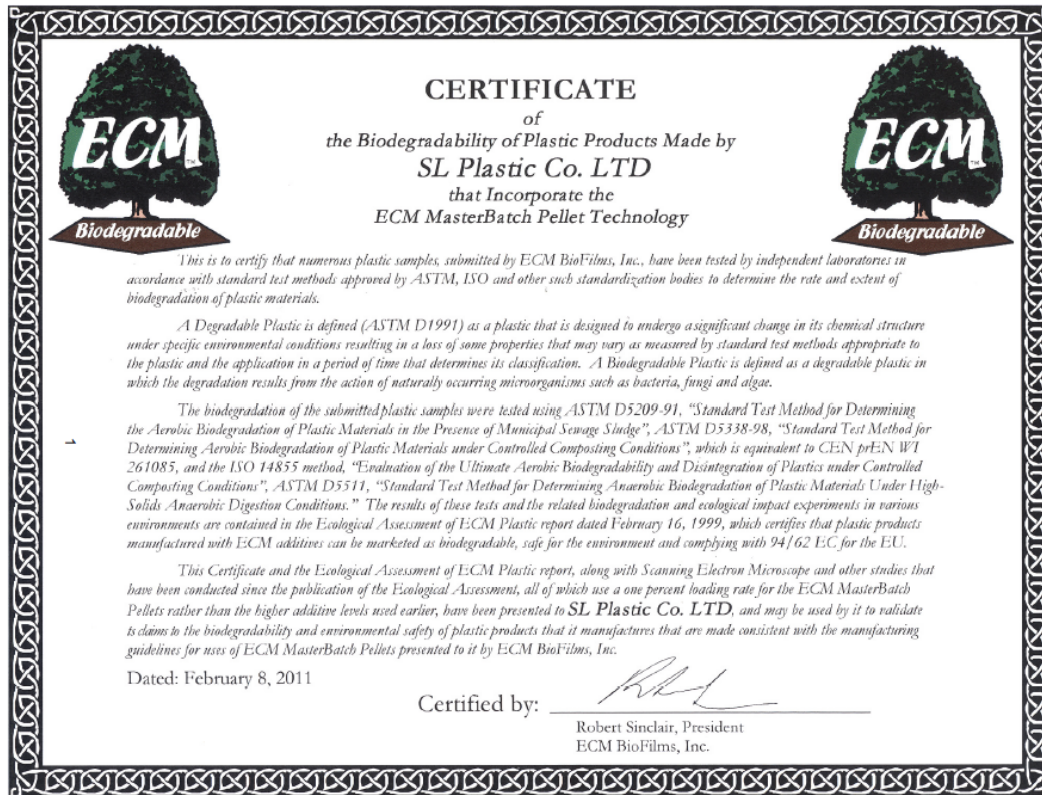 CERTIFICATE
of
the Biodegradability of Plastic Products Made by
SL Plastic Co. LTD
that Incorporate the
ECM MasterBatch Pellet Technology
ECM™
Biodegradable
ECM™
Biodegradable
This is to certify that numerous plastic samples, submitted by ECM BioFilms, Inc., have been tested by independent laboratories in
accordance with standard test methods approved by ASTM, ISO and other such standardization bodies to determine the rate and extent of
biodegradation of plastic materials.
A Degradable Plastic is defined (ASTM D1991) as a plastic that is designed to undergo a significant change in its chemical structure
under specific environmental conditions resulting in a loss of some properties that may vary as measured by standard test methods appropriate to
the plastic and the application in a period of time that determines its classification. A Biodegradable Plastic is defined as a degradable plastic in
which the degradation results from the action of naturally occurring microorganisms such as bacteria, fungi and algae.
The biodegradation of the submitted plastic samples were tested using ASTM D5209-91, “Standard Test Method for Determining
the Aerobic Biodegradation of Plastic Materials in the Presence of Municipal Sewage Sludge”, ASTM D5338-98, “Standard Test Method for
Determining Aerobic Biodegradation of Plastic Materials under Controlled Composting Conditions”, which is equivalent to CEN prEN WI
261085, and the ISO 14855 method, “Evaluation of the Ultimate Aerobic Biodegradability and Disintegration of Plastics under Controlled
Composting Conditions”, ASTM D5511, “Standard Test Method for Determining Anaerobic Biodegradation of Plastic Materials Under High-
Solids Anaerobic Digestion Conditions.” The results of these tests and the related biodegradation and ecological impact experiments in various
environments are contained in the Ecological Assessment of ECM Plastic report dated February 16, 1999, which certifies that plastic products
manufactured with ECM additives can be marketed as biodegradable, safe for the environment and complying with 94/62 EC for the EU.
This Certificate and the Ecological Assessment of ECM Plastic report, along with Scanning Electron Microscope and other studies that
have been conducted since the publication of the Ecological Assessment, all of which use a one percent loading rate for the ECM MasterBatch
Pellets rather than the higher additive levels used earlier, have been presented to SL Plastic Co. LTD, and may be used by it to validate
ts claims to the biodegradability and environmental safety of plastic products that it manufactures that are made consistent with the manufacturing
guidelines for uses of ECM MasterBatch Pellets presented to it by ECM BioFilms, Inc.
Dated: February 8, 2011
Certified by:
Robert Sinclair, President
ECM BioFilms, Inc.